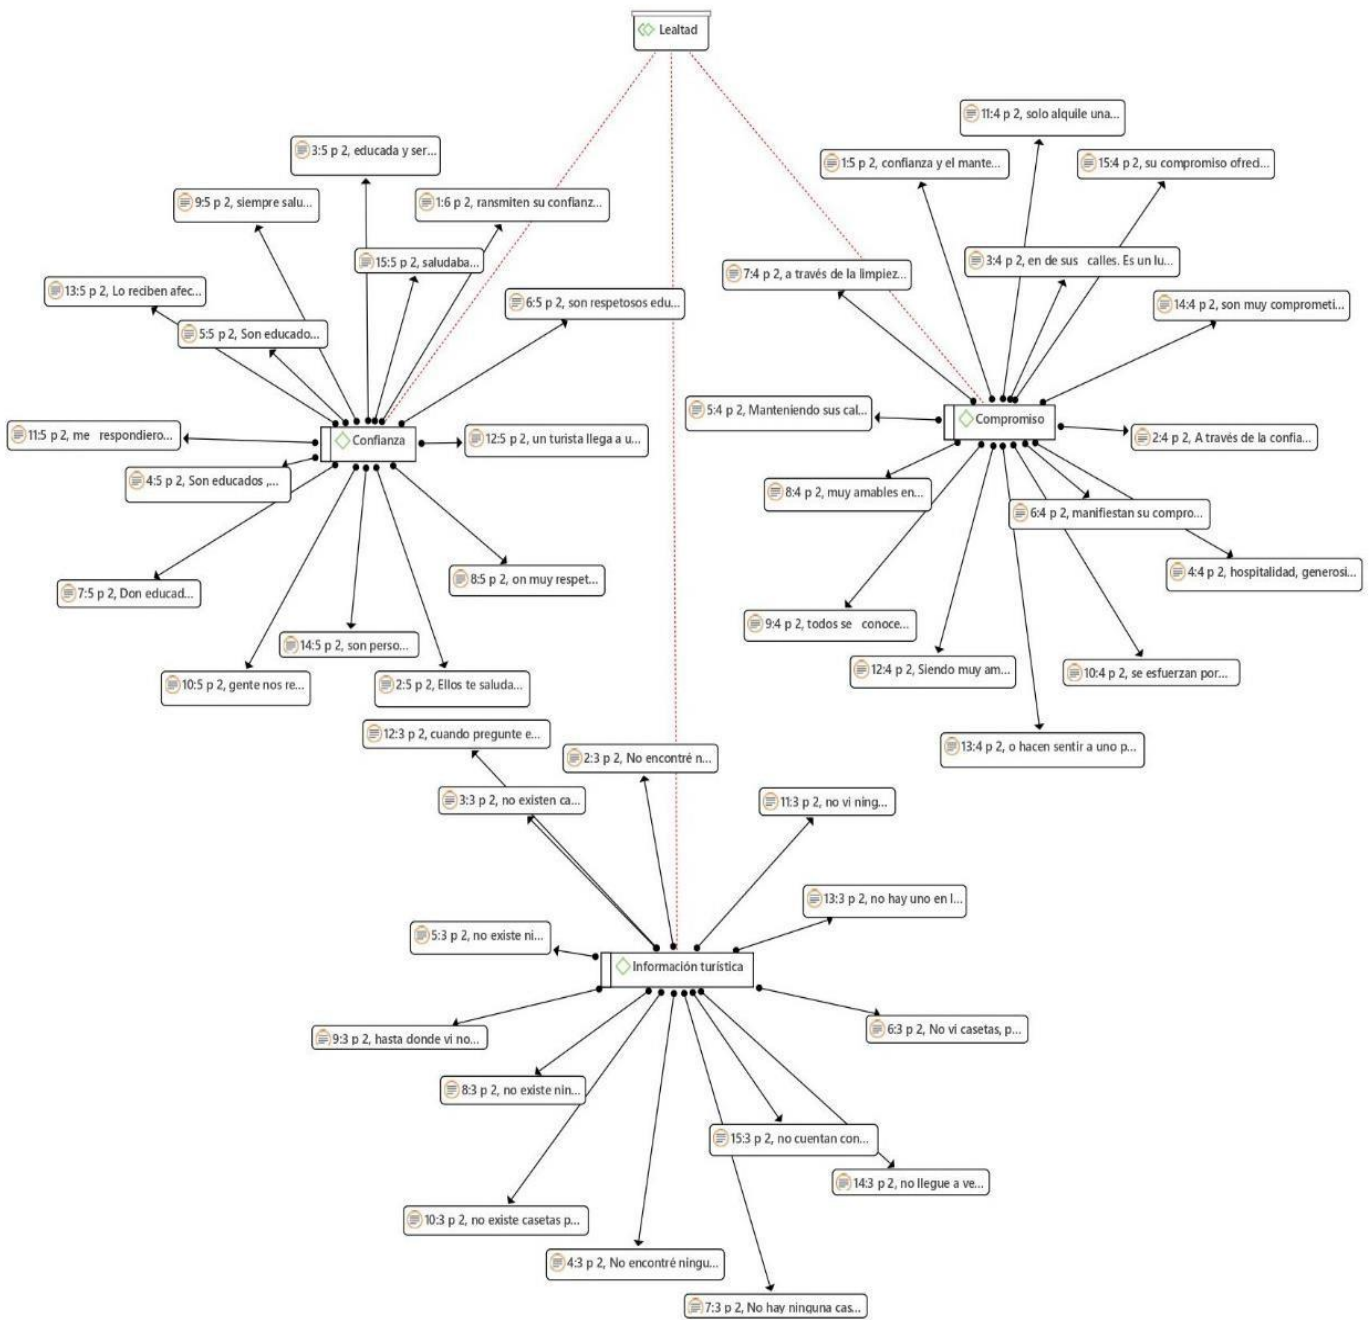 Lealtad
11:4 p 2, solo alquile una...
3:5 p 2, educada y ser...
1:5 p 2, confianza y el mante...
15:4 p 2, su compromiso ofreci...
9:5 p 2, siempre salu...
1:6 p 2, ransmiten su confianz...
15:5 p 2, saludaba...
3:4 p 2, en de sus calles. Es un lu...
7:4 p 2, a través de la limpiez...
13:5 p 2, Lo reciben afec...
6:5 p 2, son respetosos edu...
14:4 p 2, son muy comprometi...
5:5 p 2, Son educado...
5:4 p 2, Manteniendo sus cal...
Compromiso
11:5 p 2, me respondiero...
Confianza
12:5 p 2, un turista llega a u...
2:4 p 2, A través de la confia...
4:5 p 2, Son educados ,...
8:4 p 2, muy amables en...
6:4 p 2, manifiestan su compro...
8:5 p 2, on muy respet...
4:4 p 2, hospitalidad, generosi...
7:5 p 2, Don educad...
9:4 p 2, todos se conoce...
14:5 p 2, son perso...
12:4 p 2, Siendo muy am...
10:4 p 2, se esfuerzan por...
10:5 p 2, gente nos re...
2:5 p 2, Ellos te saluda...
12:3 p 2, cuando pregunte e...
13:4 p 2, o hacen sentir a uno p...
2:3 p 2, No encontré n...
3:3 p 2, no existen ca...
11:3 p 2, no vi ning...
13:3 p 2, no hay uno en l...
5:3 p 2, no existe ni...
Información turística
6:3 p 2, No vi casetas, p...
9:3 p 2, hasta donde vi no...
8:3 p 2, no existe nin...
15:3 p 2, no cuentan con...
14:3 p 2, no llegue a ve...
10:3 p 2, no existe casetas p...
4:3 p 2, No encontré ningu...
7:3 p 2, No hay ninguna cas...